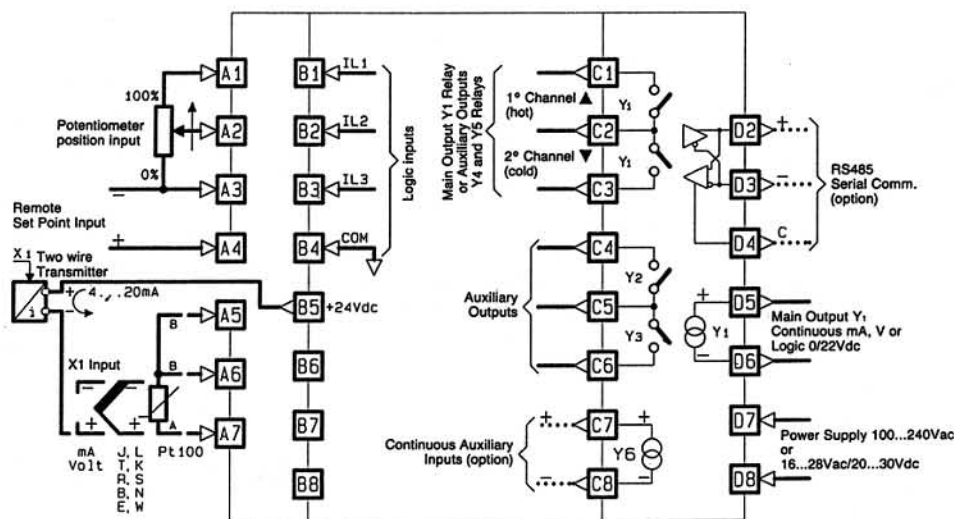 A1
A2
A3
A4
A5
A6
A7
100%
Potentiometer
position input
0%
−
Remote
Set Point Input
+
X1 Two wire
Transmitter
i
+
−
4...20mA
B
B
A
X1 Input
−
+
−
+
mA
Volt
J, L
T, K
R, S
B, N
E, W
Pt100
B1
B2
B3
B4
B5
B6
B7
B8
IL1
IL2
IL3
COM
+24Vdc
Logic inputs
Main Output Y1 Relay
or Auxiliary Outputs
Y4 and Y5 Relays
1° Channel
(hot)
2° Channel
(cold)
C1
C2
C3
Y1
Y1
Auxiliary
Outputs
C4
C5
C6
Y2
Y3
Continuous Auxiliary
Inputs (option)
+
−
C7
C8
+
Y6
−
D2
D3
D4
+
−
C
RS485
Serial Comm.
(option)
D5
D6
+
Y1
−
Main Output Y1
Continuous mA, V or
Logic 0/22Vdc
D7
D8
Power Supply 100...240Vac
or
16...28Vac/20...30Vdc